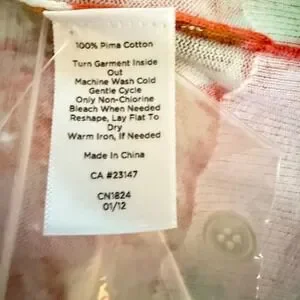 100% Pima Cotton
Turn Garment Inside
Out
Machine Wash Cold
Gentle Cycle
Only Non-Chlorine
Bleach When Needed
Reshape, Lay Flat To
Dry
Warm Iron, If Needed
Made In China
CA #23147
CN1824
01/12